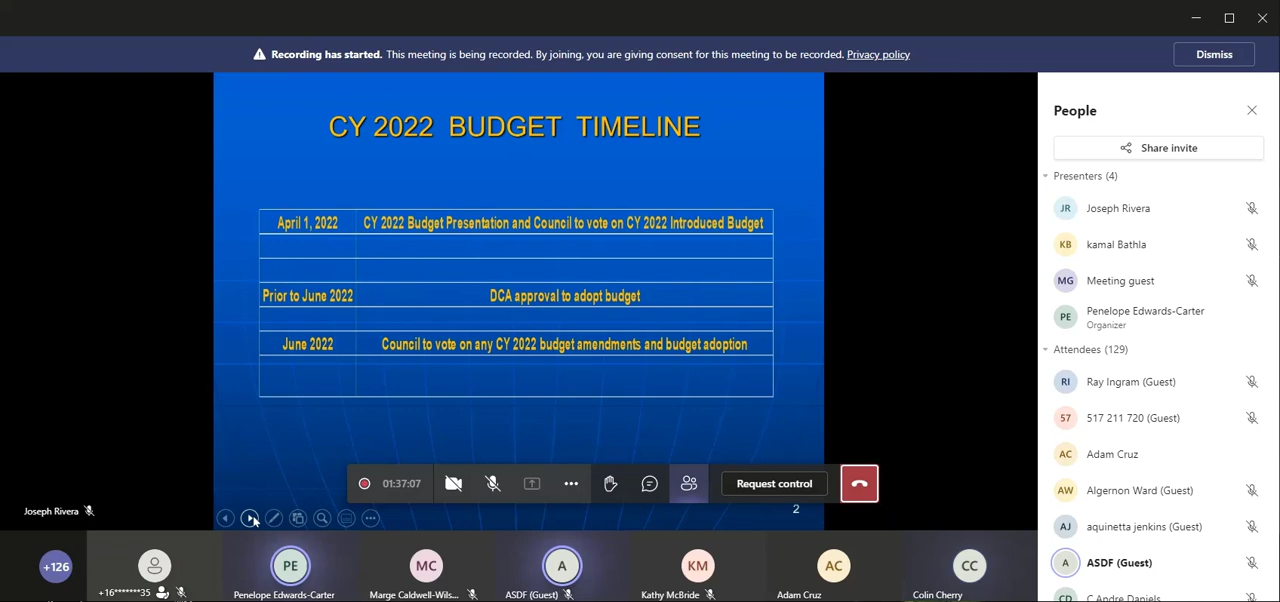 Recording has started. This meeting is being recorded. By joining, you are giving consent for this meeting to be recorded. Privacy policy
Dismiss
CY 2022 BUDGET TIMELINE
April 1, 2022 CY 2022 Budget Presentation and Council to vote on CY 2022 Introduced Budget
Prior to June 2022 DCA approval to adopt budget
June 2022 Council to vote on any CY 2022 budget amendments and budget adoption
01:37:07
Request control
2
Joseph Rivera
+126
+16*******35
PE
Penelope Edwards-Carter
MC
Marge Caldwell-Wils...
A
ASDF (Guest)
KM
Kathy McBride
AC
Adam Cruz
CC
Colin Cherry
People
Share invite
Presenters (4)
JR Joseph Rivera
KB kamal Bathla
MG Meeting guest
PE Penelope Edwards-Carter
Organizer
Attendees (129)
RI Ray Ingram (Guest)
57 517 211 720 (Guest)
AC Adam Cruz
AW Algernon Ward (Guest)
AJ aquinetta jenkins (Guest)
A ASDF (Guest)
CD C Andre Daniels